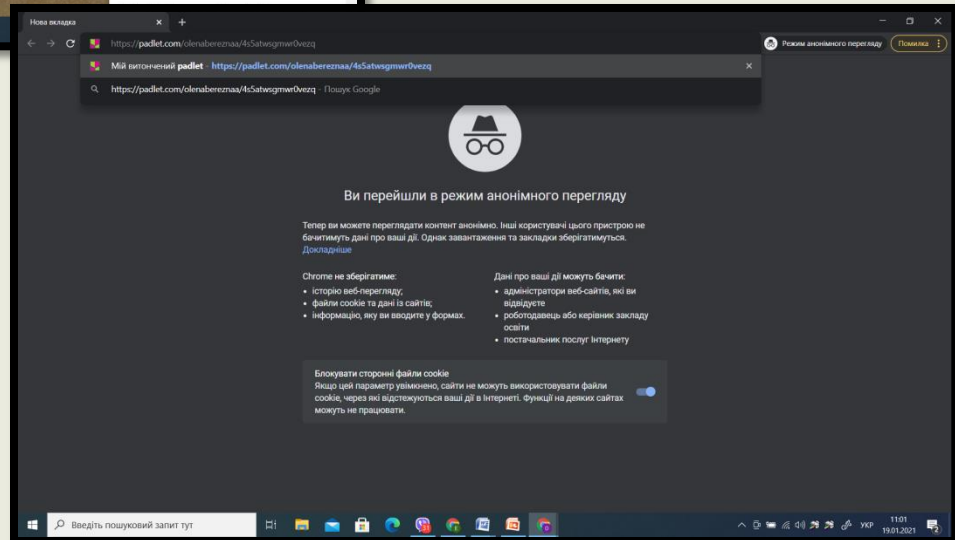 Нова вкладка
https://padlet.com/olenabereznaa/4s5atwsgmwr0vezq
Режим анонімного перегляду
Помилка
Мій витончений padlet - https://padlet.com/olenabereznaa/4s5atwsgmwr0vezq
https://padlet.com/olenabereznaa/4s5atwsgmwr0vezq - Пошук Google
Ви перейшли в режим анонімного перегляду
Тепер ви можете переглядати контент анонімно. Інші користувачі цього пристрою не
бачитимуть дані про ваші дії. Однак завантаження та закладки зберігатимуться.
Докладніше
Chrome не зберігатиме:
• історію веб-перегляду;
• файли cookie та дані із сайтів;
• інформацію, яку ви вводите у формах.
Дані про ваші дії можуть бачити:
• адміністратори веб-сайтів, які ви
відвідуєте
• роботодавець або керівник закладу
освіти
• постачальник послуг Інтернету
Блокувати сторонні файли cookie
Якщо цей параметр увімкнено, сайти не можуть використовувати файли
cookie, через які відстежуються ваші дії в Інтернеті. Функції на деяких сайтах
можуть не працювати.
Введіть пошуковий запит тут
УКР
11:01
19.01.2021